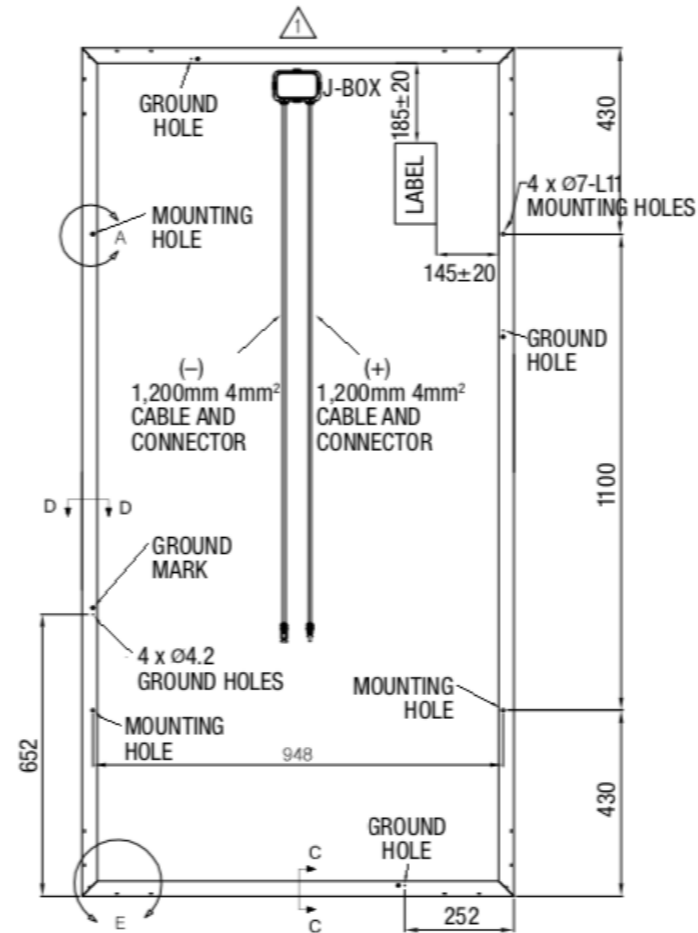 1
J-BOX
GROUND
HOLE
185±20
430
LABEL
4 x Ø7-L11
MOUNTING HOLES
MOUNTING
HOLE
A
145±20
GROUND
HOLE
(–)
1,200mm 4mm²
CABLE AND
CONNECTOR
(+)
1,200mm 4mm²
CABLE AND
CONNECTOR
1100
D
D
GROUND
MARK
4 x Ø4.2
GROUND HOLES
MOUNTING
HOLE
MOUNTING
HOLE
652
948
430
GROUND
HOLE
C
C
E
252